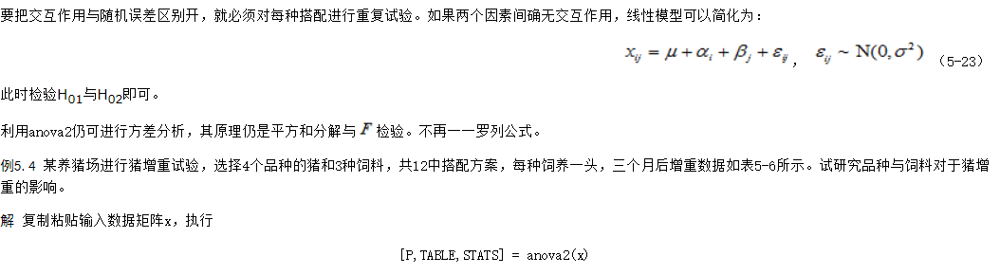 要把交互作用与随机误差区别开，就必须对每种搭配进行重复试验。如果两个因素间确无交互作用，线性模型可以简化为：
x_{ij} = μ + α_i + β_j + ε_{ij}， ε_{ij} ~ N(0, σ²) （5-23）
此时检验H₀₁与H₀₂即可。
利用anova2仍可进行方差分析，其原理仍是平方和分解与 F 检验。不再一一罗列公式。
例5.4 某养猪场进行猪增重试验，选择4个品种的猪和3种饲料，共12中搭配方案，每种饲养一头，三个月后增重数据如表5-6所示。试研究品种与饲料对于猪增
重的影响。
解 复制粘贴输入数据矩阵x，执行
[P,TABLE,STATS] = anova2(x)